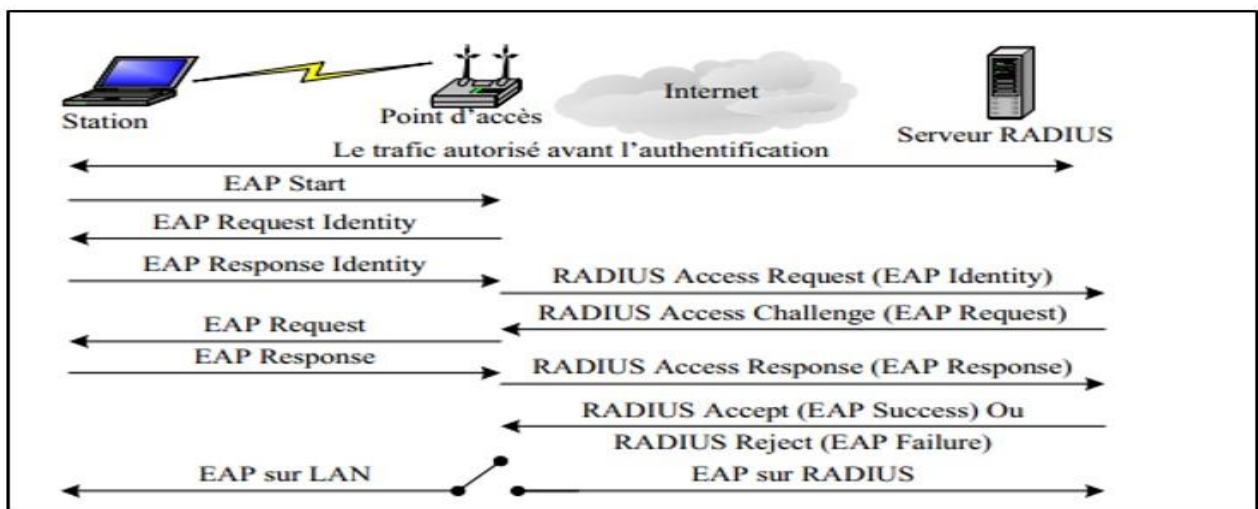 Internet
Station
Point d'accès
Serveur RADIUS
Le trafic autorisé avant l'authentification
EAP Start
EAP Request Identity
EAP Response Identity
RADIUS Access Request (EAP Identity)
RADIUS Access Challenge (EAP Request)
EAP Request
EAP Response
RADIUS Access Response (EAP Response)
RADIUS Accept (EAP Success) Ou
RADIUS Reject (EAP Failure)
EAP sur LAN
EAP sur RADIUS